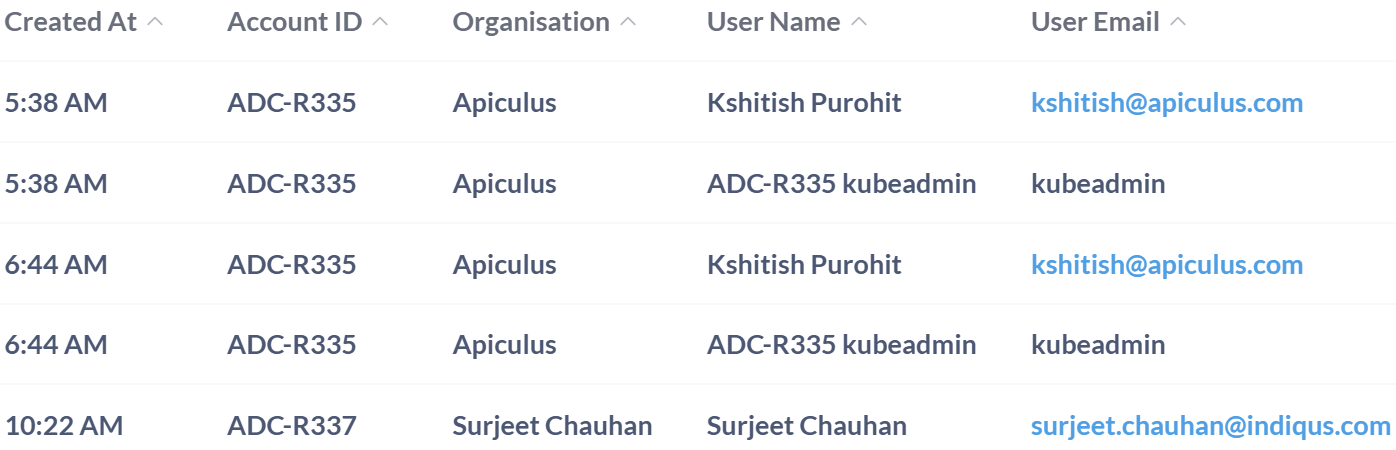 Created At Account ID Organisation User Name User Email
5:38 AM ADC-R335 Apiculus Kshitish Purohit kshitish@apiculus.com
5:38 AM ADC-R335 Apiculus ADC-R335 kubeadmin kubeadmin
6:44 AM ADC-R335 Apiculus Kshitish Purohit kshitish@apiculus.com
6:44 AM ADC-R335 Apiculus ADC-R335 kubeadmin kubeadmin
10:22 AM ADC-R337 Surjeet Chauhan Surjeet Chauhan surjeet.chauhan@indiqus.com